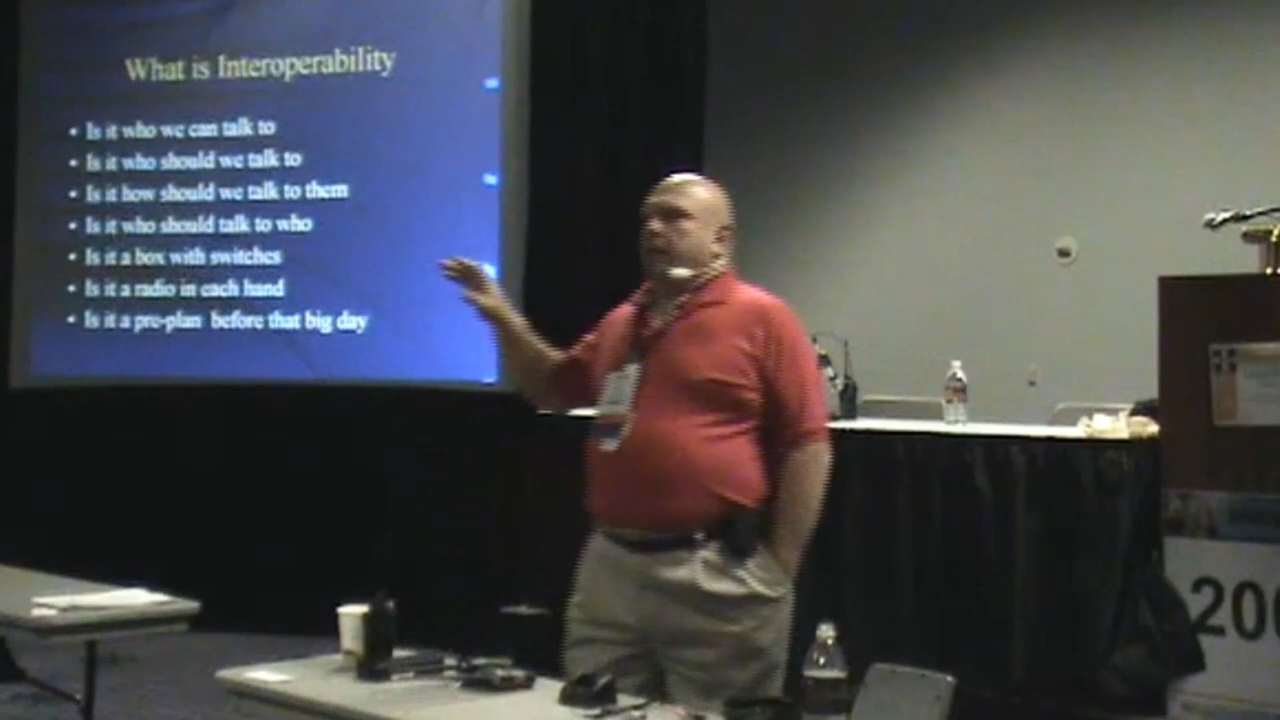 What is Interoperability
• Is it who we can talk to
• Is it who should we talk to
• Is it how should we talk to them
• Is it who should talk to who
• Is it a box with switches
• Is it a radio in each hand
• Is it a pre-plan before that big day
200